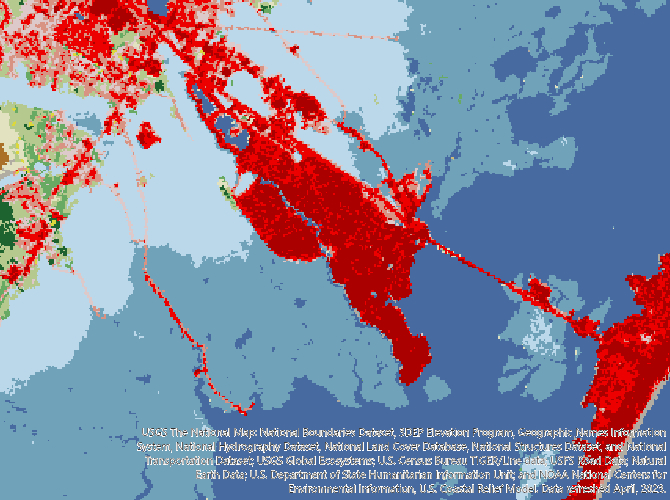 USGS The National Map: National Boundaries Dataset, 3DEP Elevation Program, Geographic Names Information
System, National Hydrography Dataset, National Land Cover Database, National Structures Dataset, and National
Transportation Dataset; USGS Global Ecosystems; U.S. Census Bureau TIGER/Line data; USFS Road Data; Natural
Earth Data; U.S. Department of State Humanitarian Information Unit; and NOAA National Centers for
Environmental Information, U.S. Coastal Relief Model. Data refreshed April, 2023.